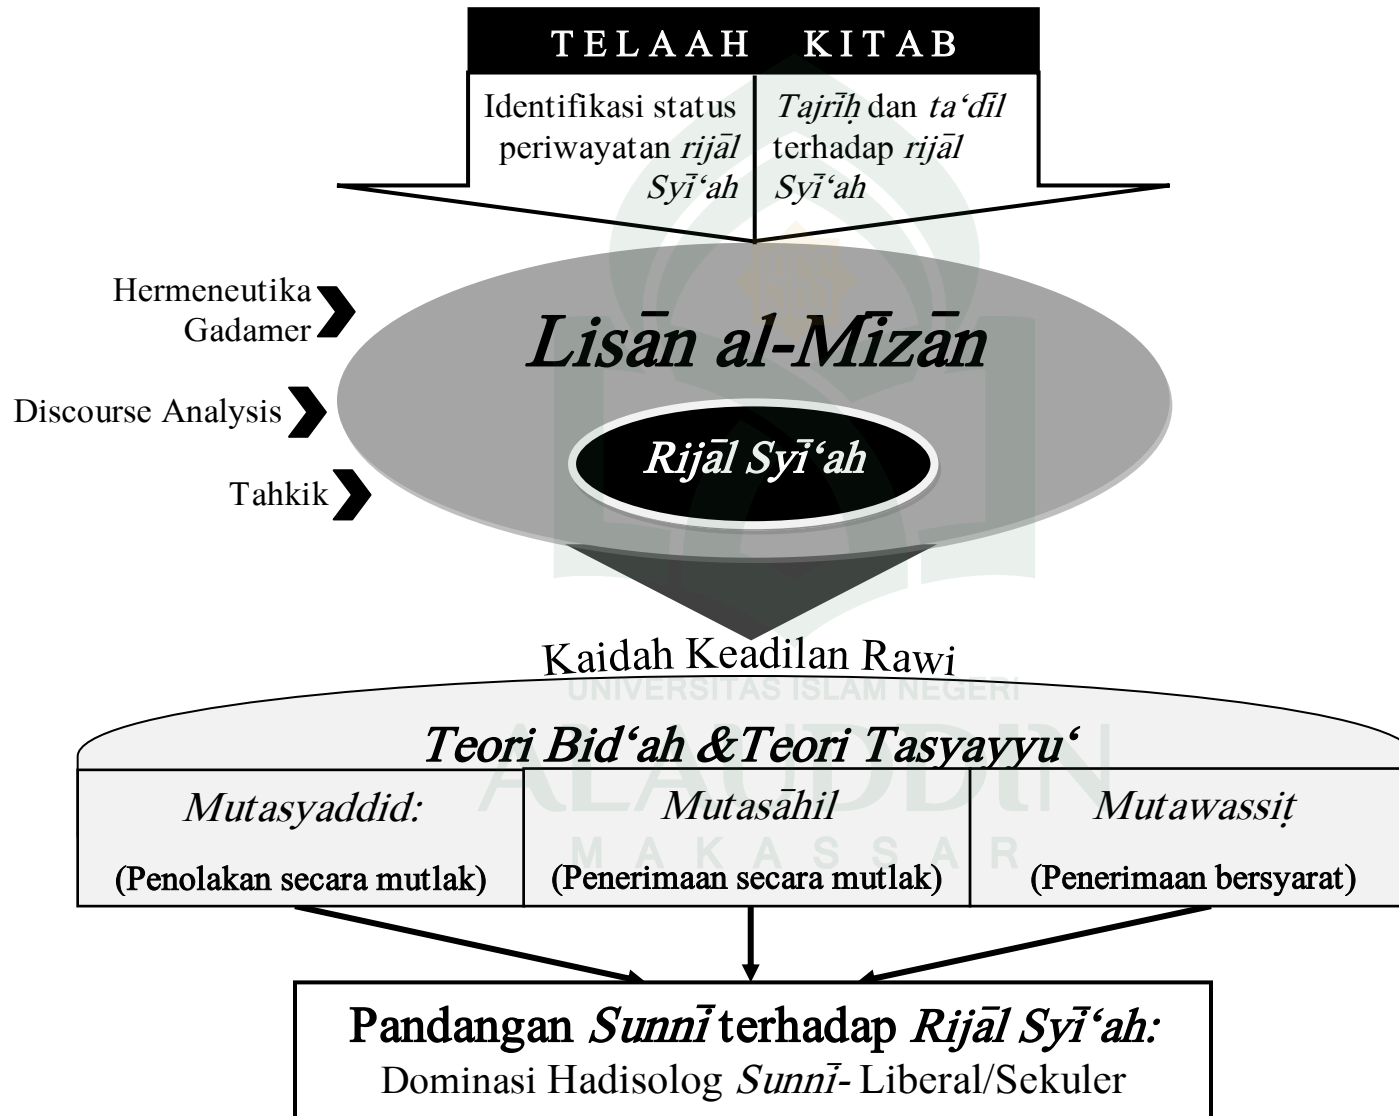 TELAAH KITAB
Identifikasi status
periwayatan rijāl
Syī‘ah
Tajrīḥ dan ta‘dīl
terhadap rijāl
Syī‘ah
Hermeneutika
Gadamer
Discourse Analysis
Tahkik
Lisān al-Mīzān
Rijāl Syī‘ah
Kaidah Keadilan Rawi
UNIVERSITAS ISLAM NEGERI
ALAUDDIN
MAKASSAR
Teori Bid‘ah &Teori Tasyayyu‘
Mutasyaddid:
(Penolakan secara mutlak)
Mutasāhil
(Penerimaan secara mutlak)
Mutawassiṭ
(Penerimaan bersyarat)
Pandangan Sunnī terhadap Rijāl Syī‘ah:
Dominasi Hadisolog Sunnī- Liberal/Sekuler